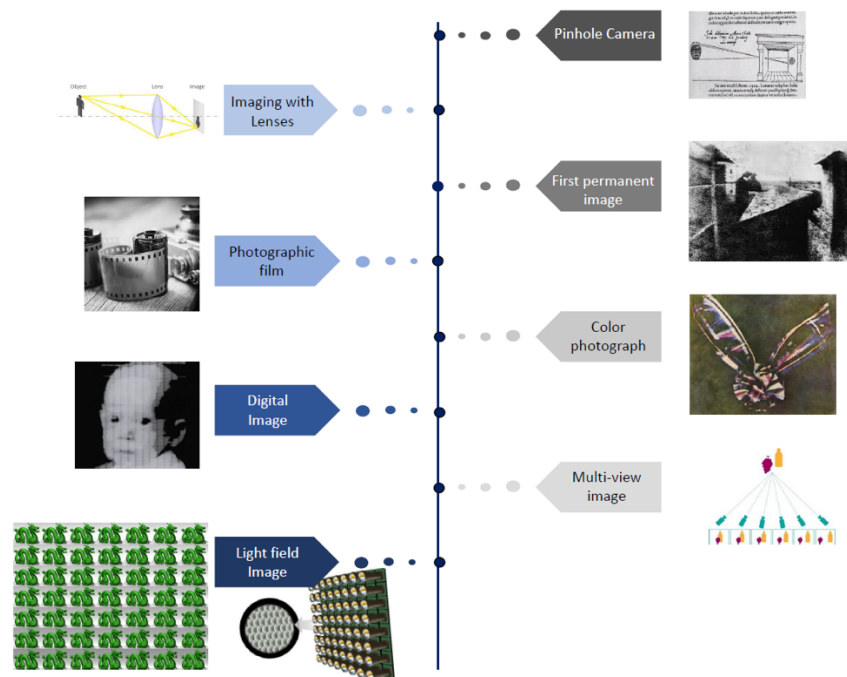 Pinhole Camera
Object
Lens
Image
Imaging with
Lenses
First permanent
image
Photographic
film
Color
photograph
Digital
Image
Multi-view
image
Light field
Image